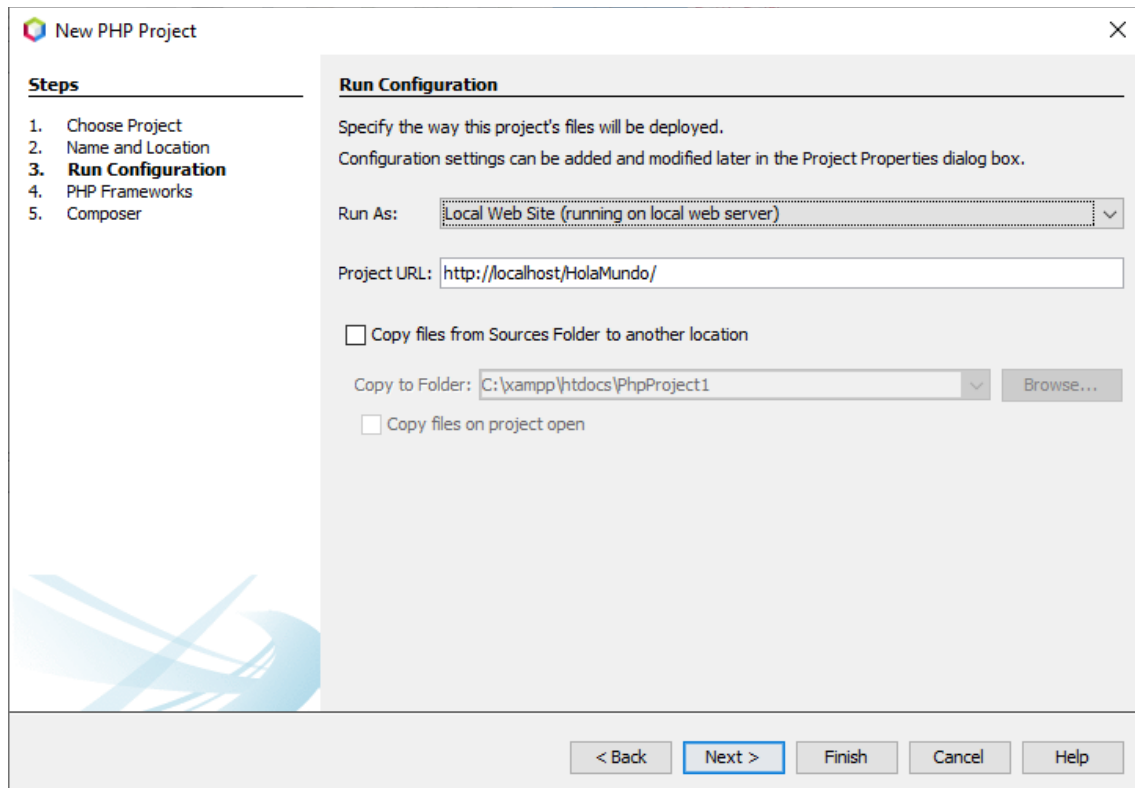 New PHP Project
Steps
1. Choose Project
2. Name and Location
3. Run Configuration
4. PHP Frameworks
5. Composer
Run Configuration
Specify the way this project's files will be deployed.
Configuration settings can be added and modified later in the Project Properties dialog box.
Run As: Local Web Site (running on local web server)
Project URL: http://localhost/HolaMundo/
Copy files from Sources Folder to another location
Copy to Folder: C:\xampp\htdocs\PhpProject1 Browse...
Copy files on project open
< Back Next > Finish Cancel Help